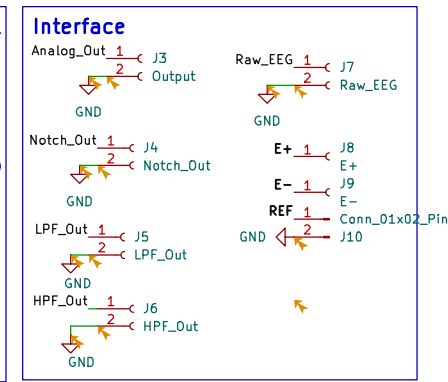 Interface
Analog_Out 1 J3
2 Output
GND
Notch_Out 1 J4
2 Notch_Out
GND
LPF_Out 1 J5
2 LPF_Out
GND
HPF_Out 1 J6
2 HPF_Out
GND
Raw_EEG 1 J7
2 Raw_EEG
GND
E+ 1 J8
E+
E- 1 J9
E-
REF 1 Conn_01x02_Pin
GND 2 J10